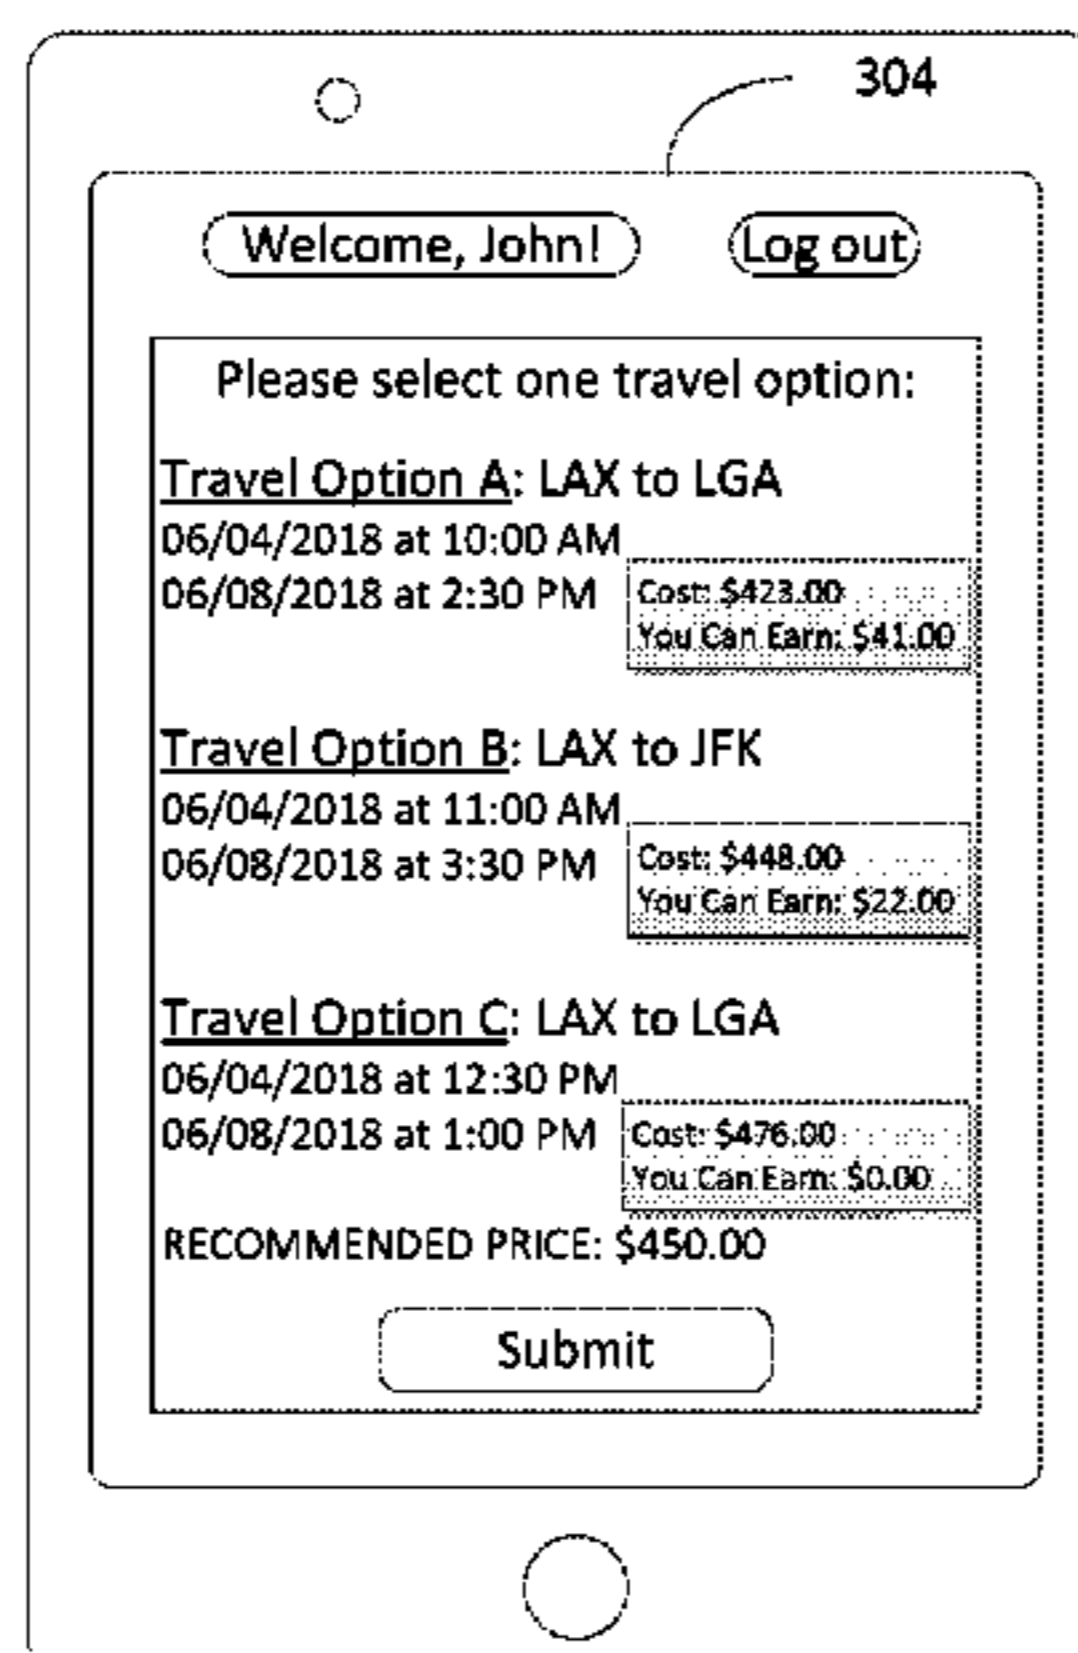 304
Welcome, John! Log out
Please select one travel option:
Travel Option A: LAX to LGA
06/04/2018 at 10:00 AM
06/08/2018 at 2:30 PM
Cost: $423.00
You Can Earn: $41.00
Travel Option B: LAX to JFK
06/04/2018 at 11:00 AM
06/08/2018 at 3:30 PM
Cost: $448.00
You Can Earn: $22.00
Travel Option C: LAX to LGA
06/04/2018 at 12:30 PM
06/08/2018 at 1:00 PM
Cost: $476.00
You Can Earn: $0.00
RECOMMENDED PRICE: $450.00
Submit